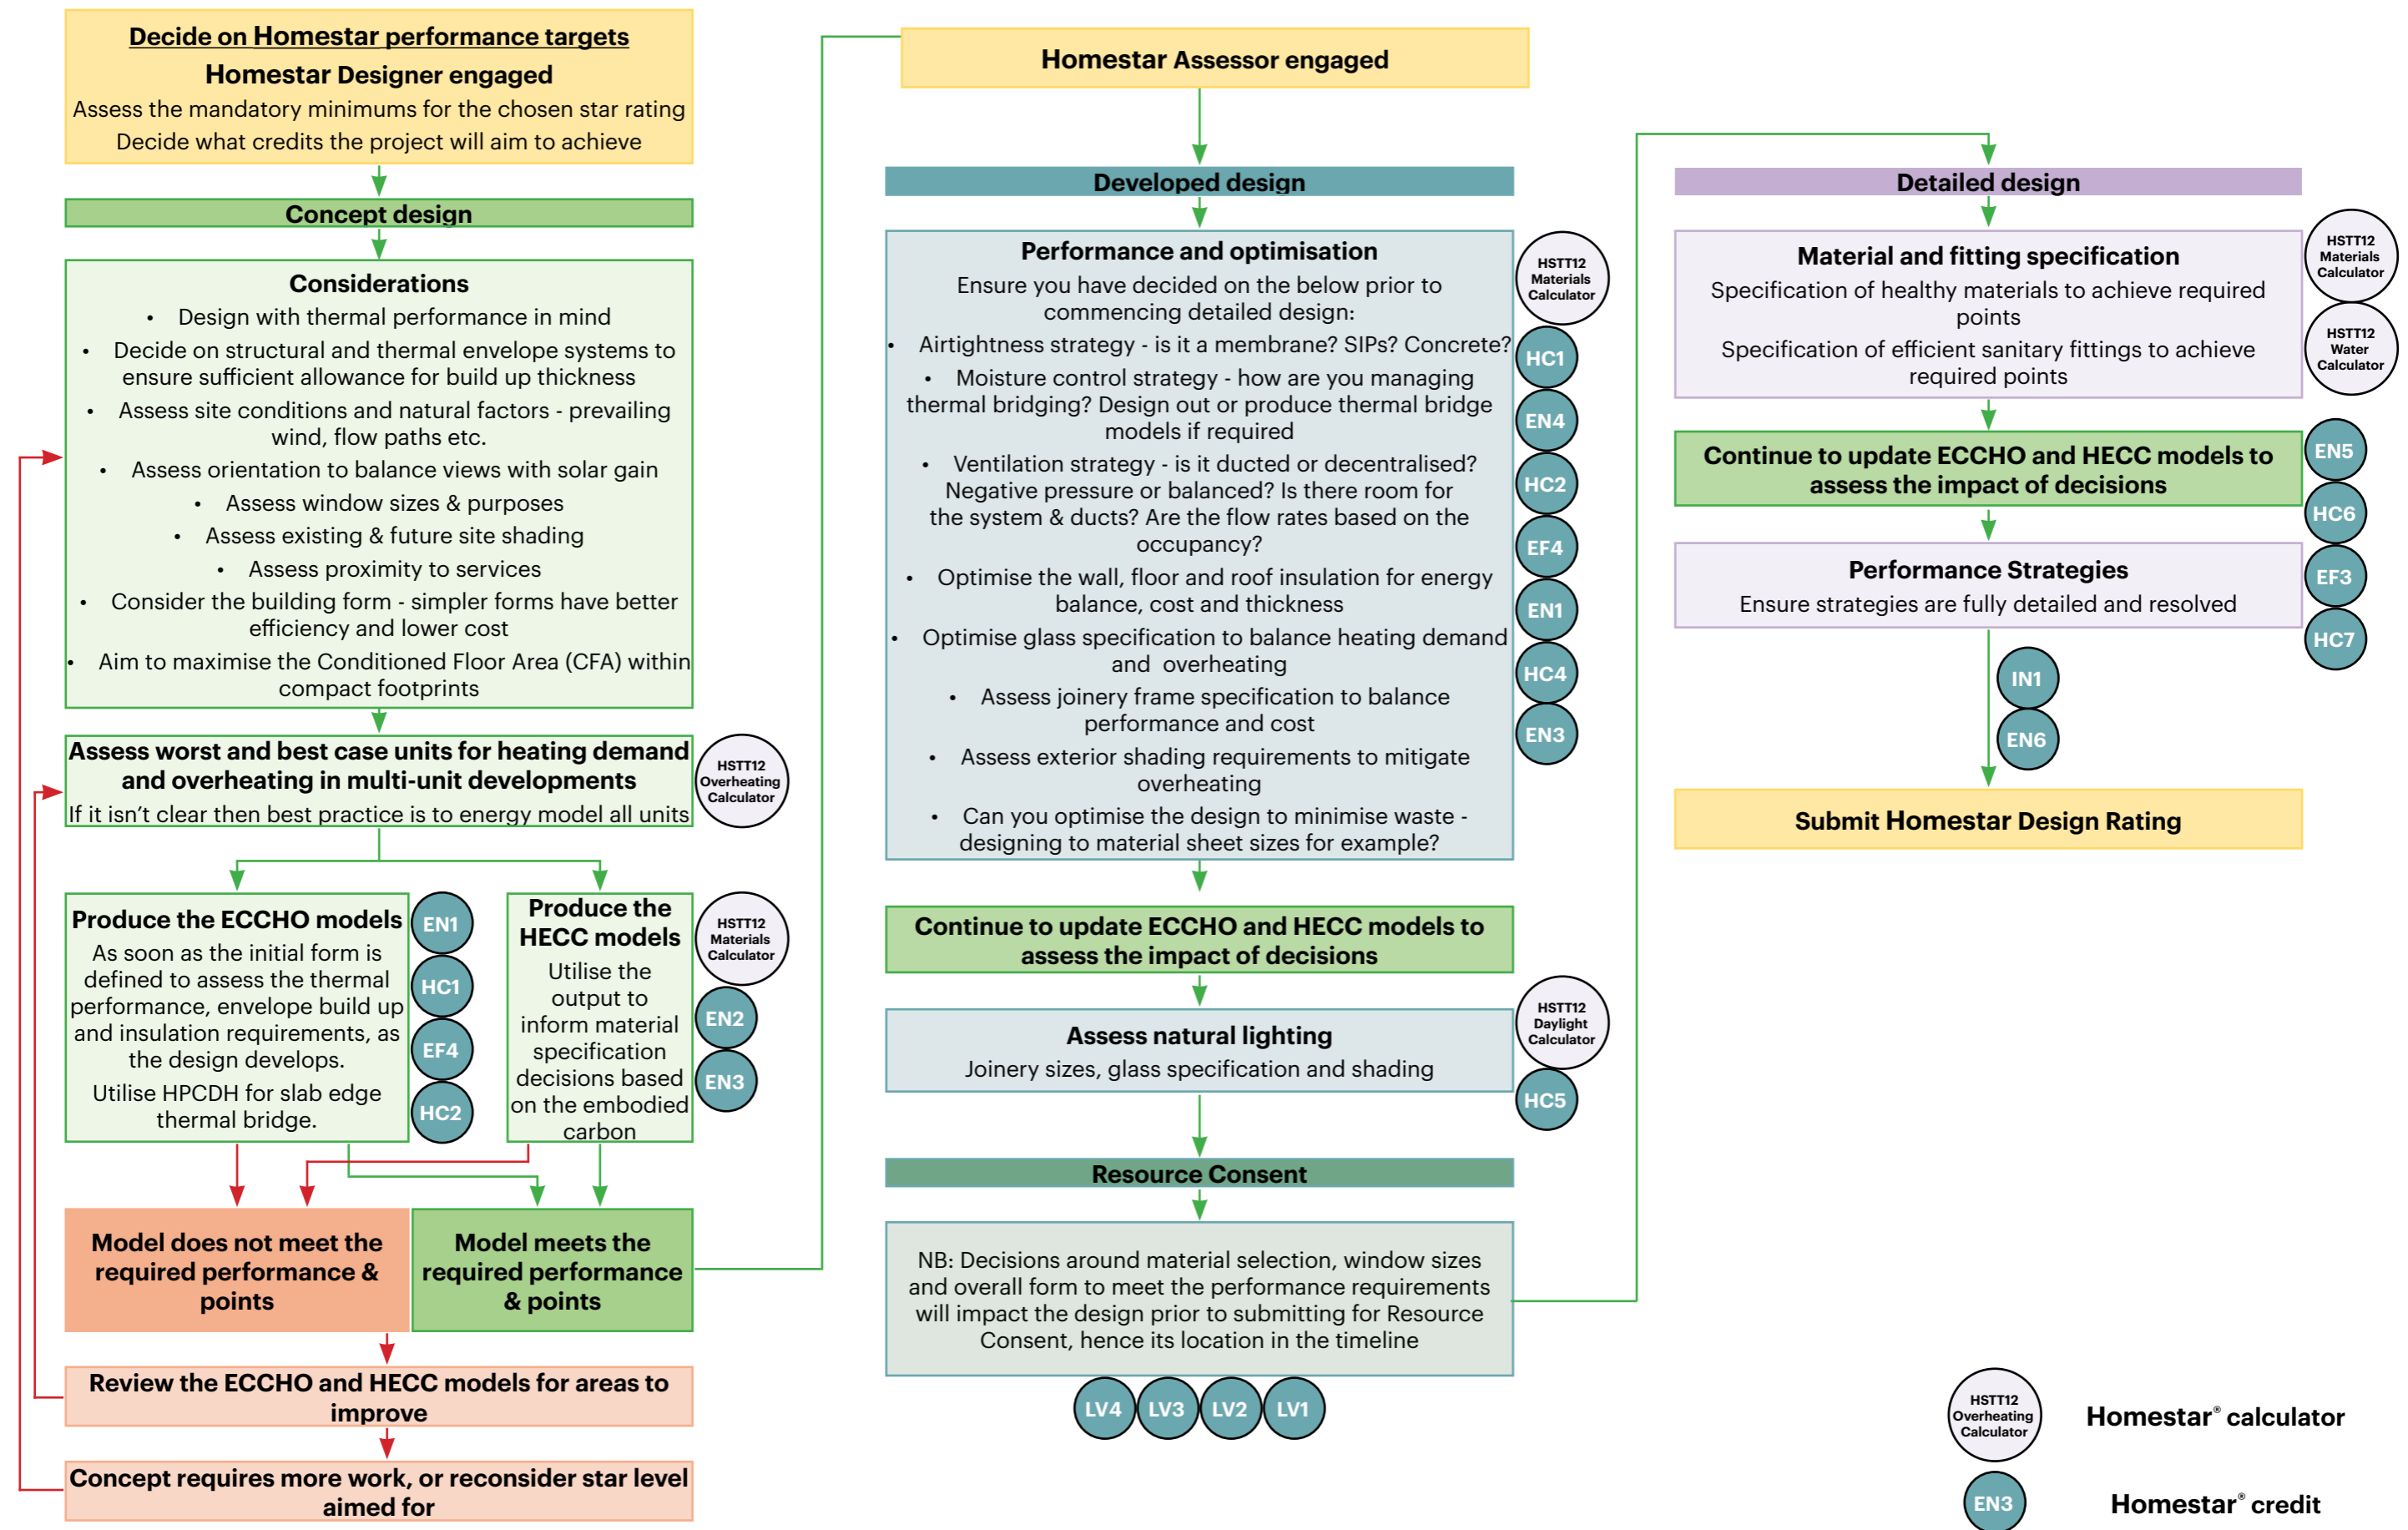 Decide on Homestar performance targets
Homestar Designer engaged
Assess the mandatory minimums for the chosen star rating
Decide what credits the project will aim to achieve
Concept design
Considerations
• Design with thermal performance in mind
• Decide on structural and thermal envelope systems to
ensure sufficient allowance for build up thickness
• Assess site conditions and natural factors - prevailing
wind, flow paths etc.
• Assess orientation to balance views with solar gain
• Assess window sizes & purposes
• Assess existing & future site shading
• Assess proximity to services
• Consider the building form - simpler forms have better
efficiency and lower cost
• Aim to maximise the Conditioned Floor Area (CFA) within
compact footprints
Assess worst and best case units for heating demand
and overheating in multi-unit developments
If it isn't clear then best practice is to energy model all units
HSTT12
Overheating
Calculator
Produce the ECCHO models
As soon as the initial form is
defined to assess the thermal
performance, envelope build up
and insulation requirements, as
the design develops.
Utilise HPCDH for slab edge
thermal bridge.
EN1
HC1
EF4
HC2
Produce the
HECC models
Utilise the
output to
inform material
specification
decisions based
on the embodied
carbon
HSTT12
Materials
Calculator
EN2
EN3
Model does not meet the
required performance &
points
Model meets the
required performance
& points
Review the ECCHO and HECC models for areas to
improve
Concept requires more work, or reconsider star level
aimed for
Homestar Assessor engaged
Developed design
Performance and optimisation
Ensure you have decided on the below prior to
commencing detailed design:
• Airtightness strategy - is it a membrane? SIPs? Concrete?
• Moisture control strategy - how are you managing
thermal bridging? Design out or produce thermal bridge
models if required
• Ventilation strategy - is it ducted or decentralised?
Negative pressure or balanced? Is there room for
the system & ducts? Are the flow rates based on the
occupancy?
• Optimise the wall, floor and roof insulation for energy
balance, cost and thickness
• Optimise glass specification to balance heating demand
and overheating
• Assess joinery frame specification to balance
performance and cost
• Assess exterior shading requirements to mitigate
overheating
• Can you optimise the design to minimise waste -
designing to material sheet sizes for example?
HSTT12
Materials
Calculator
HC1
EN4
HC2
EF4
EN1
HC4
EN3
Continue to update ECCHO and HECC models to
assess the impact of decisions
Assess natural lighting
Joinery sizes, glass specification and shading
HSTT12
Daylight
Calculator
HC5
Resource Consent
NB: Decisions around material selection, window sizes
and overall form to meet the performance requirements
will impact the design prior to submitting for Resource
Consent, hence its location in the timeline
LV4 LV3 LV2 LV1
Detailed design
Material and fitting specification
Specification of healthy materials to achieve required
points
Specification of efficient sanitary fittings to achieve
required points
HSTT12
Materials
Calculator
HSTT12
Water
Calculator
Continue to update ECCHO and HECC models to
assess the impact of decisions
EN5
HC6
EF3
HC7
Performance Strategies
Ensure strategies are fully detailed and resolved
IN1
EN6
Submit Homestar Design Rating
HSTT12
Overheating
Calculator
Homestar® calculator
EN3
Homestar® credit